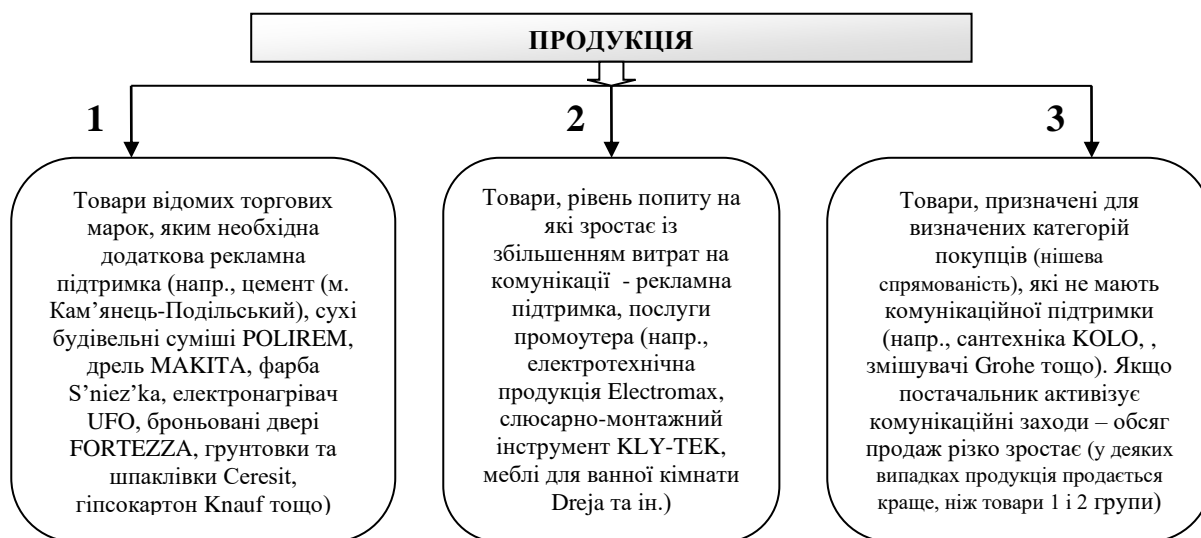 ПРОДУКЦІЯ
1
Товари відомих торгових
марок, яким необхідна
додаткова рекламна
підтримка (напр., цемент (м.
Кам’янець-Подільський), сухі
будівельні суміші POLIREM,
дрель MAKITA, фарба
S’niez’ka, електронагрівач
UFO, броньовані двері
FORTEZZA, грунтовки та
шпаклівки Ceresit,
гіпсокартон Knauf тощо)
2
Товари, рівень попиту на
які зростає із
збільшенням витрат на
комунікації - рекламна
підтримка, послуги
промоутера (напр.,
електротехнічна
продукція Electromax,
слюсарно-монтажний
інструмент KLY-TEK,
меблі для ванної кімнати
Dreja та ін.)
3
Товари, призначені для
визначених категорій
покупців (нішева
спрямованість), які не мають
комунікаційної підтримки
(напр., сантехніка KOLO, ,
змішувачі Grohe тощо). Якщо
постачальник активізує
комунікаційні заходи – обсяг
продаж різко зростає (у деяких
випадках продукція продається
краще, ніж товари 1 і 2 групи)